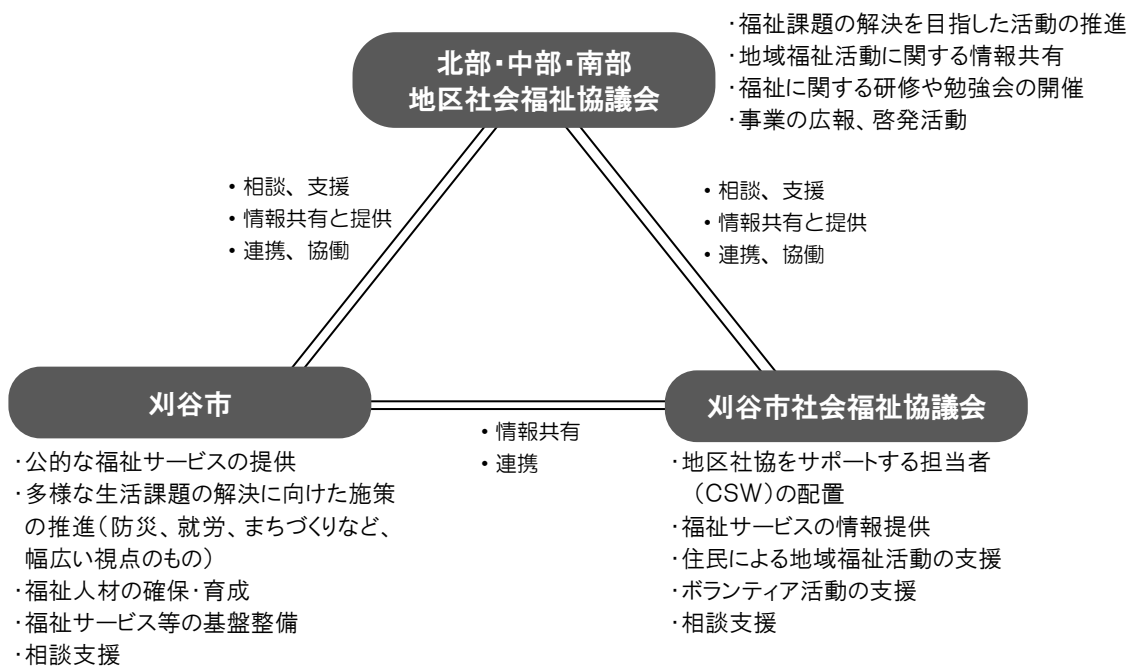 北部・中部・南部
地区社会福祉協議会
・福祉課題の解決を目指した活動の推進
・地域福祉活動に関する情報共有
・福祉に関する研修や勉強会の開催
・事業の広報、啓発活動
・相談、支援
・情報共有と提供
・連携、協働
・相談、支援
・情報共有と提供
・連携、協働
刈谷市
・情報共有
・連携
刈谷市社会福祉協議会
・公的な福祉サービスの提供
・多様な生活課題の解決に向けた施策
の推進(防災、就労、まちづくりなど、
幅広い視点のもの)
・福祉人材の確保・育成
・福祉サービス等の基盤整備
・相談支援
・地区社協をサポートする担当者
(CSW)の配置
・福祉サービスの情報提供
・住民による地域福祉活動の支援
・ボランティア活動の支援
・相談支援